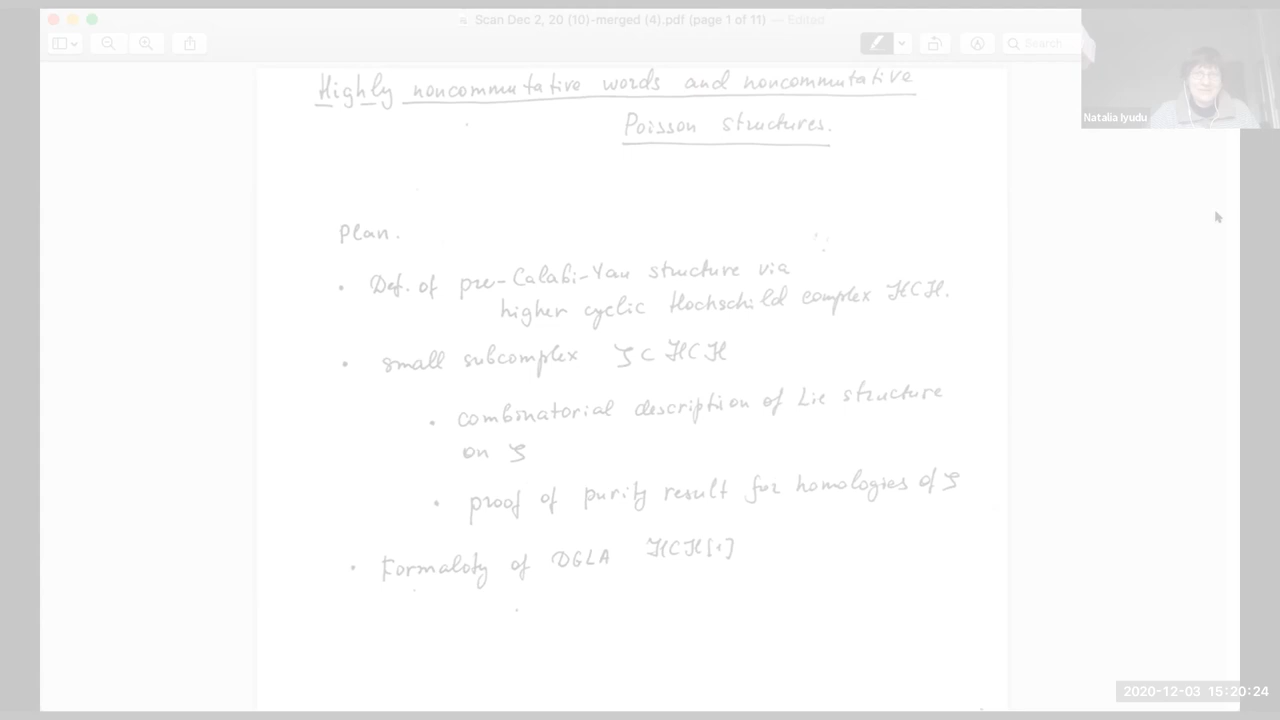 Scan Dec 2, 20 (10)-merged (4).pdf (page 1 of 11) — Edited
Search
Natalia Iyudu
Highly noncommutative words and noncommutative
Poisson structures.
Plan.
• Def. of pre-Calabi-Yau structure via
higher cyclic Hochschild complex HCH.
• small subcomplex ζ ⊂ HCH
• combinatorial description of Lie structure
on ζ
• proof of purity result for homologies of ζ
• Formaloty of DGLA HCH[1]
2020-12-03 15:20:24